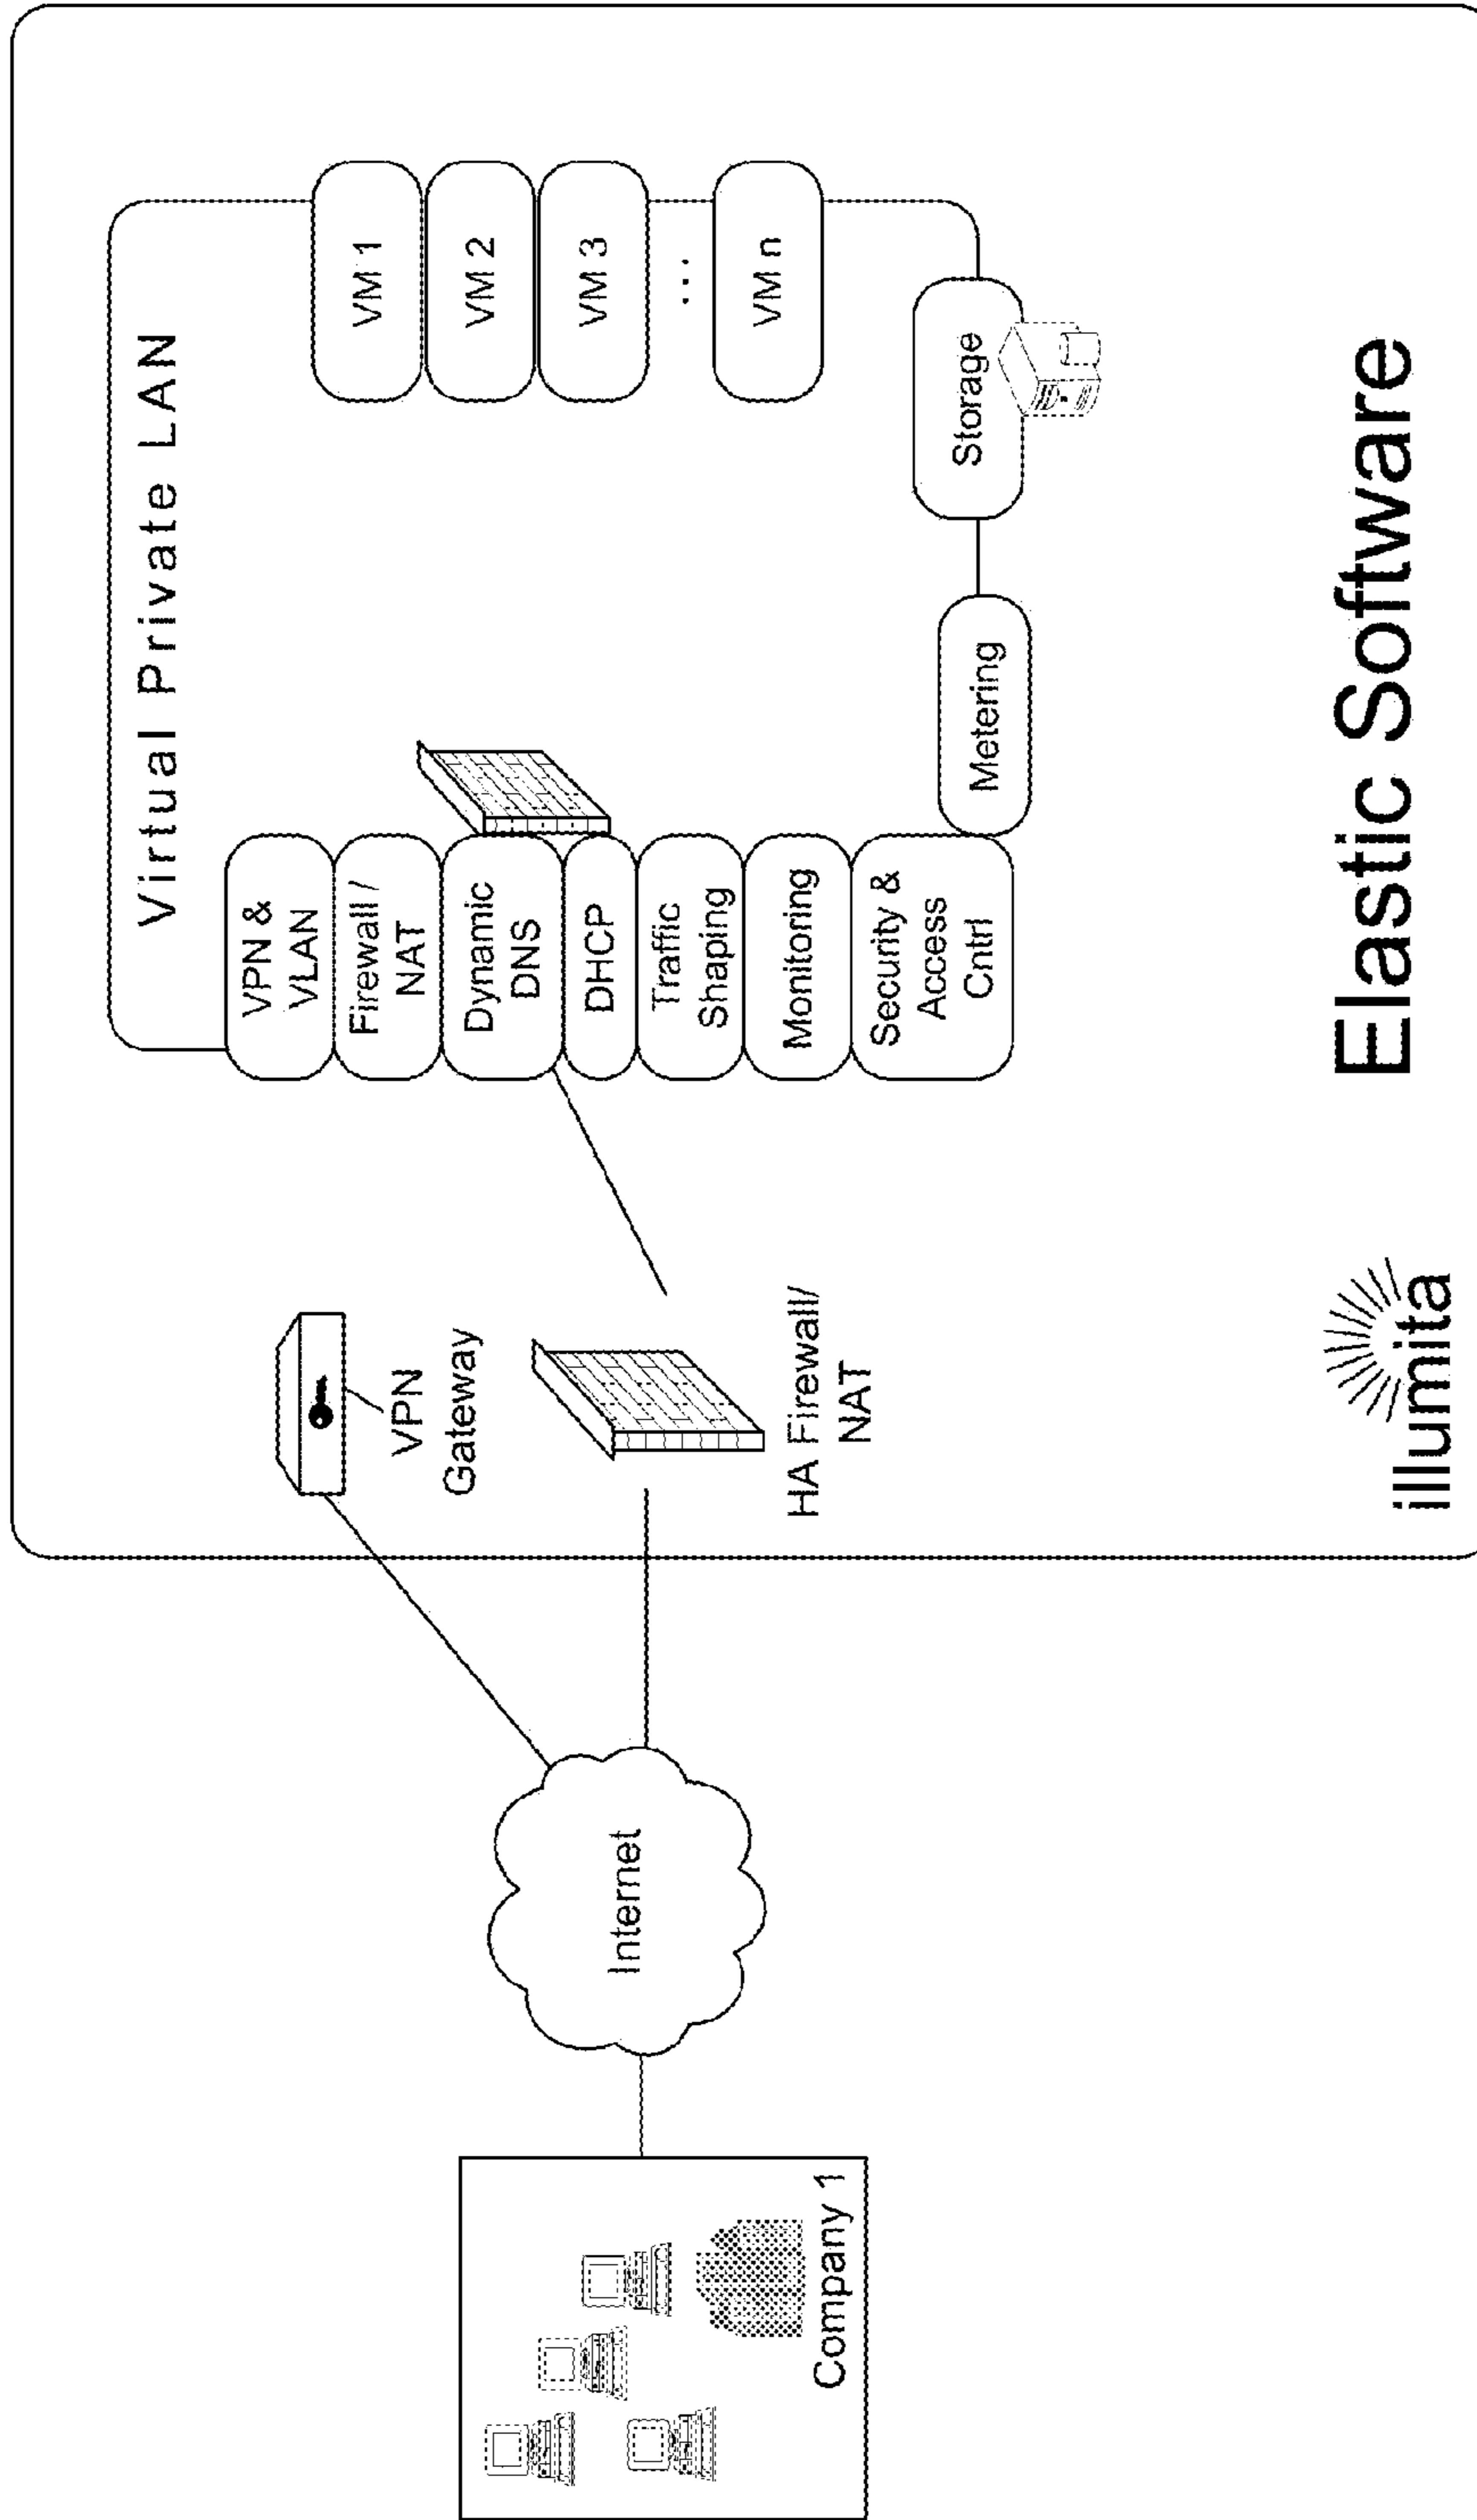 Virtual Private LAN
VPN &
VLAN
Firewall /
NAT
Dynamic
DNS
DHCP
Traffic
Shaping
Monitoring
Security &
Access
Cntrl
VM 1
VM 2
VM 3
...
VM n
Metering
Storage
VPN
Gateway
HA Firewall/
NAT
Internet
Company 1
illumita
Elastic Software